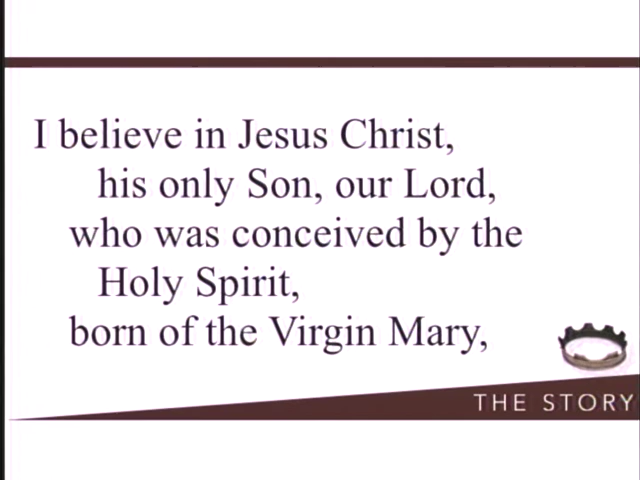 I believe in Jesus Christ,
his only Son, our Lord,
who was conceived by the
Holy Spirit,
born of the Virgin Mary,
THE STORY